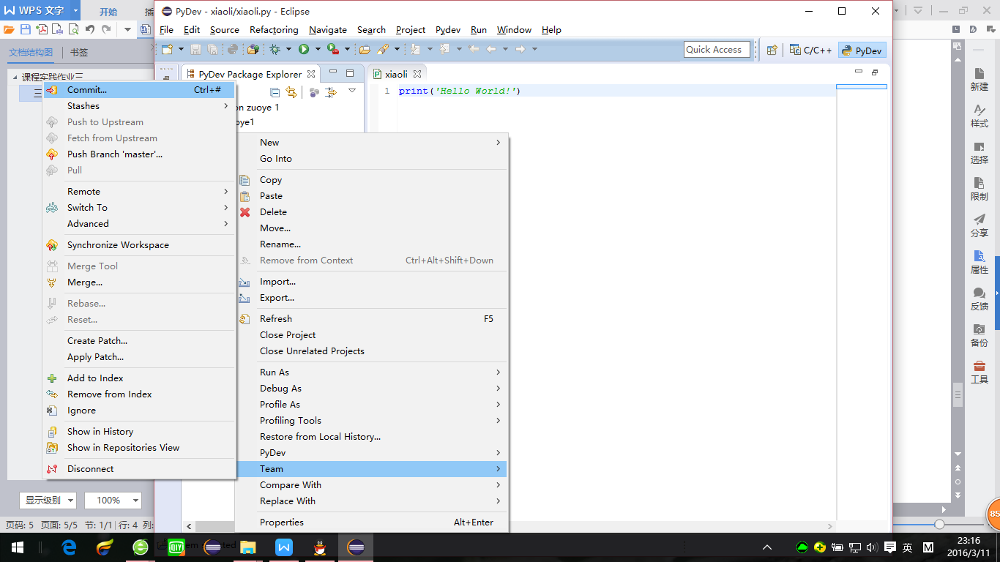 WPS 文字
开始
PyDev - xiaoli/xiaoli.py - Eclipse
File Edit Source Refactoring Navigate Search Project Pydev Run Window Help
Quick Access
C/C++
PyDev
文档结构图 书签
课程实践作业三
三
PyDev Package Explorer
xiaoli
1 print('Hello World!')
on zuoye 1
oye1
Commit... Ctrl+#
Stashes
Push to Upstream
Fetch from Upstream
Push Branch 'master'...
Pull
Remote
Switch To
Advanced
Synchronize Workspace
Merge Tool
Merge...
Rebase...
Reset...
Create Patch...
Apply Patch...
Add to Index
Remove from Index
Ignore
Show in History
GIT
Show in Repositories View
Disconnect
New
Go Into
Copy
Paste
Delete
Move...
Rename...
Remove from Context Ctrl+Alt+Shift+Down
Import...
Export...
Refresh F5
Close Project
Close Unrelated Projects
Run As
Debug As
Profile As
Profiling Tools
Restore from Local History...
PyDev
Team
Compare With
Replace With
Properties Alt+Enter
新建
样式
选择
限制
分享
属性
反馈
备份
工具
显示级别 100%
页码: 5 页面: 5/5 节: 1/1 行: 4 列:
85
英 M
23:16
2016/3/11